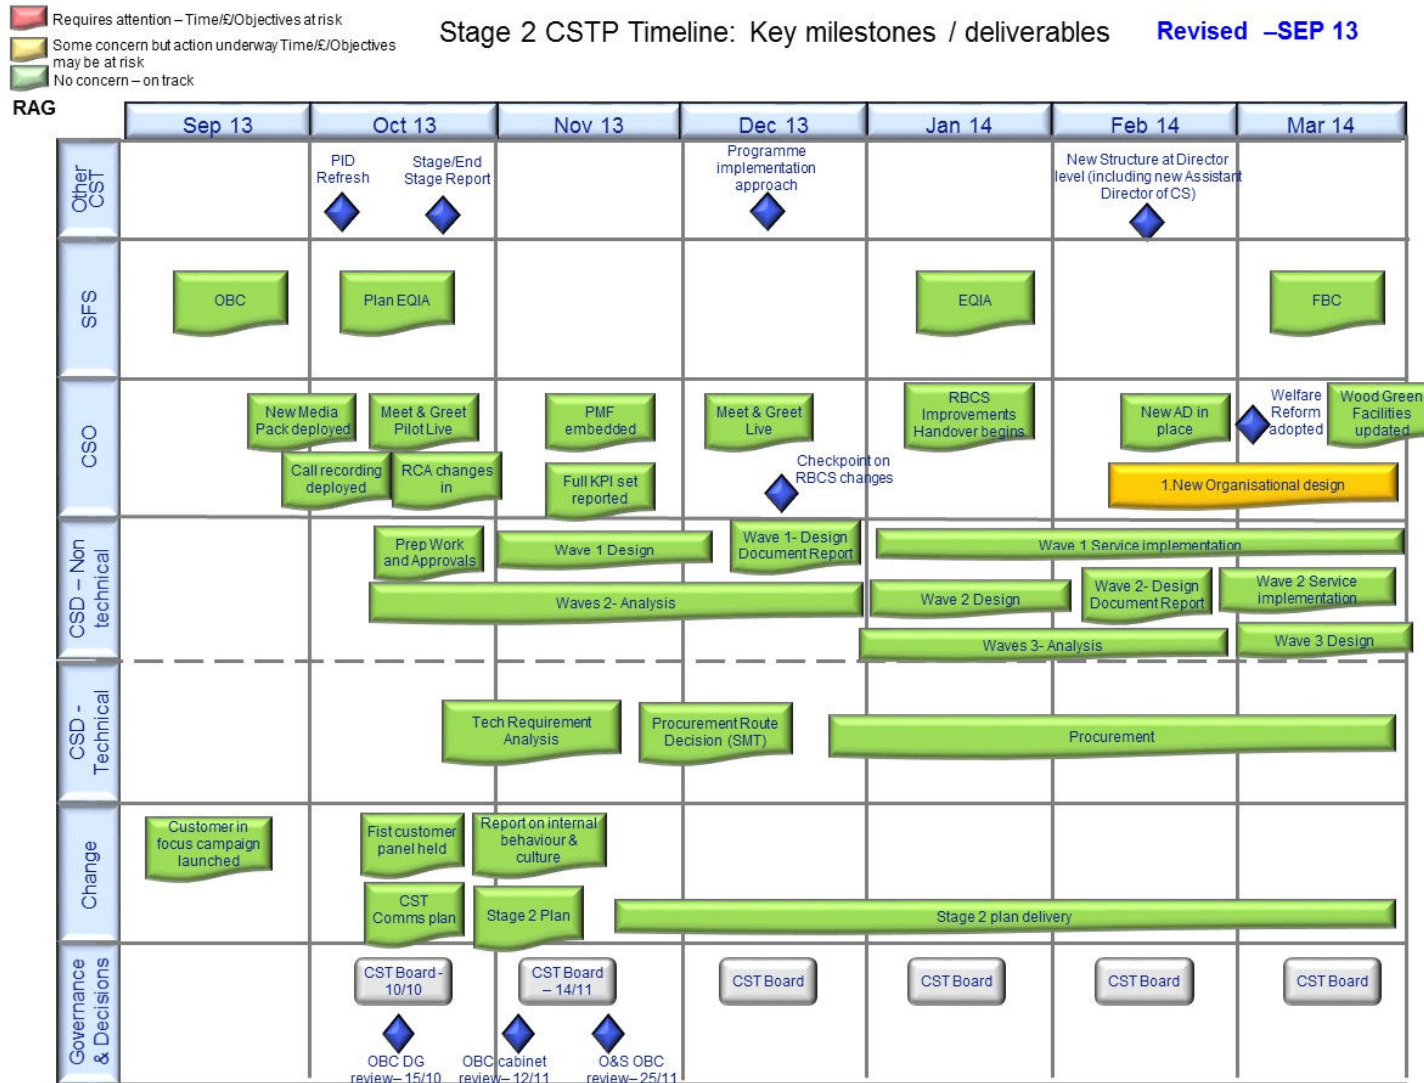 Requires attention – Time/£/Objectives at risk
Some concern but action underway Time/£/Objectives
may be at risk
No concern – on track
RAG
Stage 2 CSTP Timeline: Key milestones / deliverables
Revised –SEP 13
Sep 13
Oct 13
Nov 13
Dec 13
Jan 14
Feb 14
Mar 14
Other
CST
PID
Refresh
Stage/End
Stage Report
Programme
implementation
approach
New Structure at Director
level (including new Assistant
Director of CS)
SFS
OBC
Plan EQIA
EQIA
FBC
CSO
New Media
Pack deployed
Meet & Greet
Pilot Live
PMF
embedded
Meet & Greet
Live
RBCS
Improvements
Handover begins
New AD in
place
Welfare
Reform
adopted
Wood Green
Facilities
updated
Call recording
deployed
RCA changes
in
Full KPI set
reported
Checkpoint on
RBCS changes
1.New Organisational design
CSD – Non
technical
Prep Work
and Approvals
Wave 1 Design
Wave 1- Design
Document Report
Wave 1 Service implementation
Waves 2- Analysis
Wave 2 Design
Wave 2- Design
Document Report
Wave 2 Service
implementation
Waves 3- Analysis
Wave 3 Design
CSD -
Technical
Tech Requirement
Analysis
Procurement Route
Decision (SMT)
Procurement
Change
Customer in
focus campaign
launched
Fist customer
panel held
Report on internal
behaviour &
culture
CST
Comms plan
Stage 2 Plan
Stage 2 plan delivery
Governance
& Decisions
CST Board -
10/10
CST Board
– 14/11
CST Board
CST Board
CST Board
CST Board
OBC DG
review– 15/10
OBC cabinet
review– 12/11
O&S OBC
review– 25/11